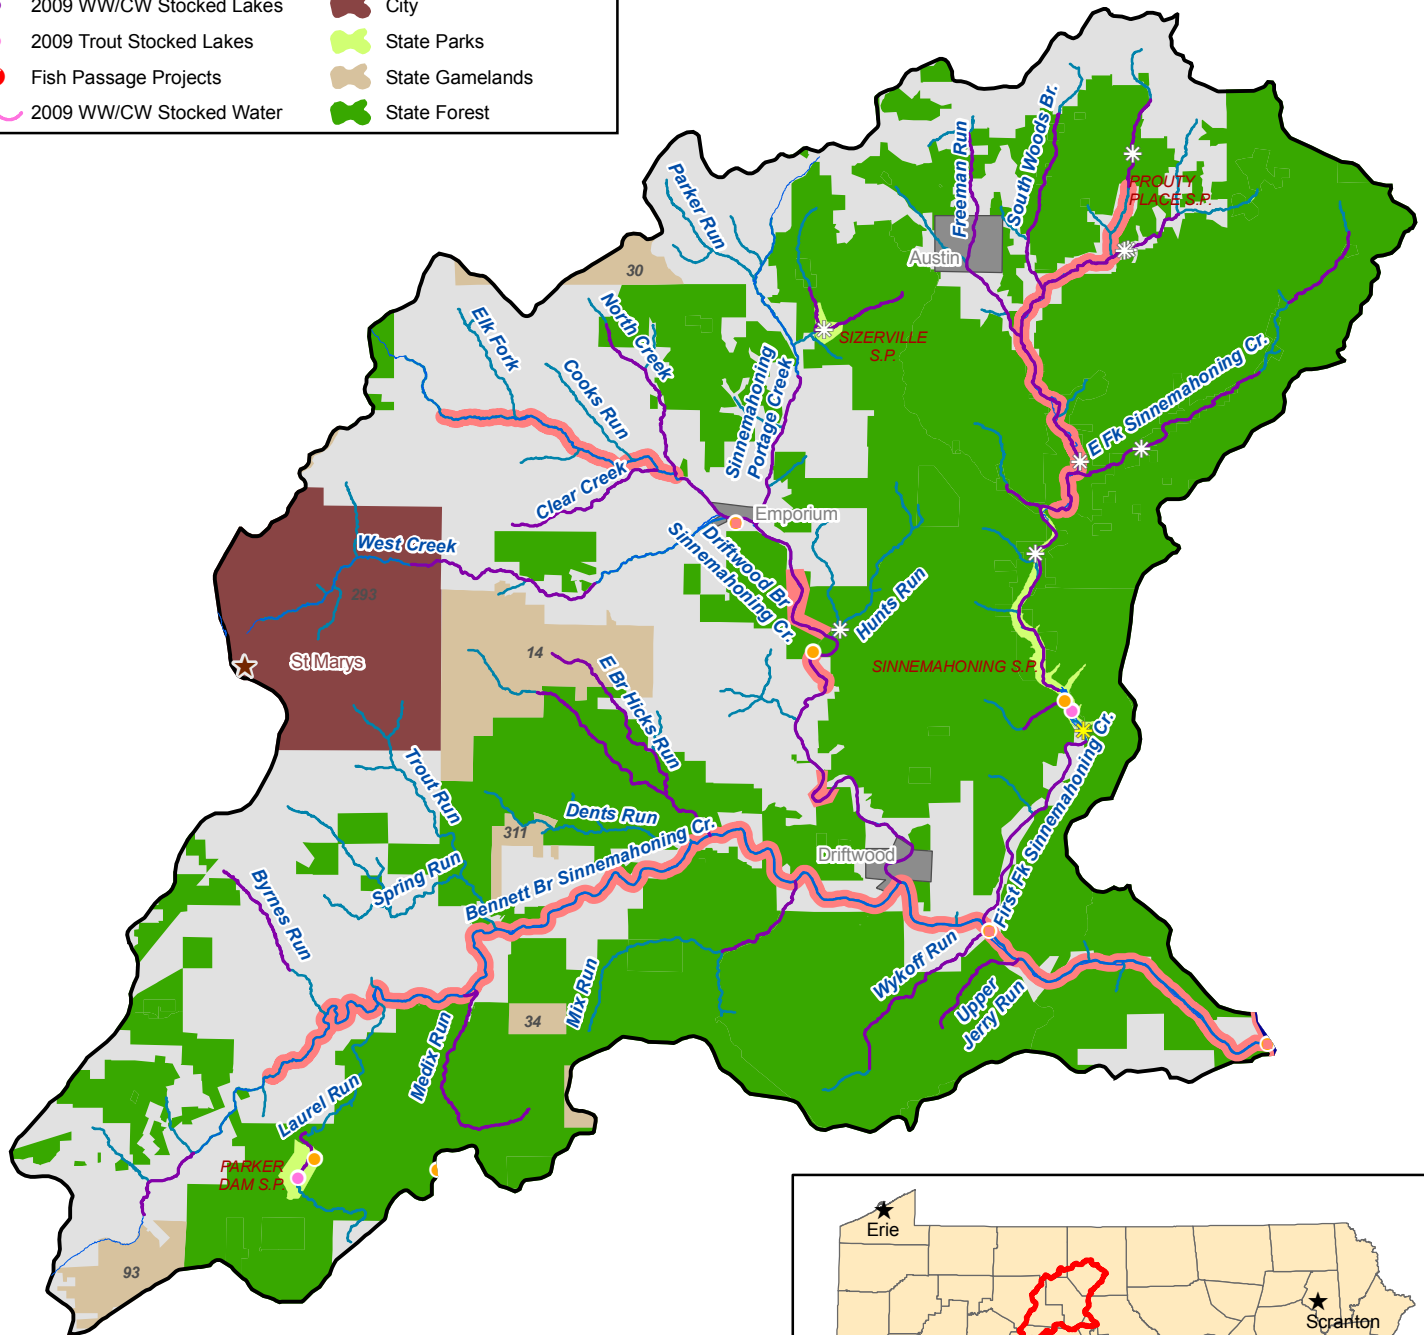 2009 WW/CW Stocked Lakes
City
2009 Trout Stocked Lakes
State Parks
Fish Passage Projects
State Gamelands
2009 WW/CW Stocked Water
State Forest
Parker Run
Freeman Run
South Woods Br.
PROUTY
PLACE S.P.
Austin
30
Elk Fork
North Creek
Cooks Run
Sinnemahoning
Portage Creek
SIZERVILLE
S.P.
E Fk Sinnemahoning Cr.
Clear Creek
Emporium
West Creek
Driftwood Br
Sinnemahoning Cr.
Hunts Run
293
St Marys
14
E Br Hicks Run
SINNEMAHONING S.P.
Trout Run
Dents Run
311
Bennett Br Sinnemahoning Cr.
Driftwood
First Fk Sinnemahoning Cr.
Spring Run
Byrnes Run
Wykoff Run
Upper
Jerry Run
Mix Run
34
Medix Run
Laurel Run
PARKER
DAM S.P.
93
Erie
Scranton